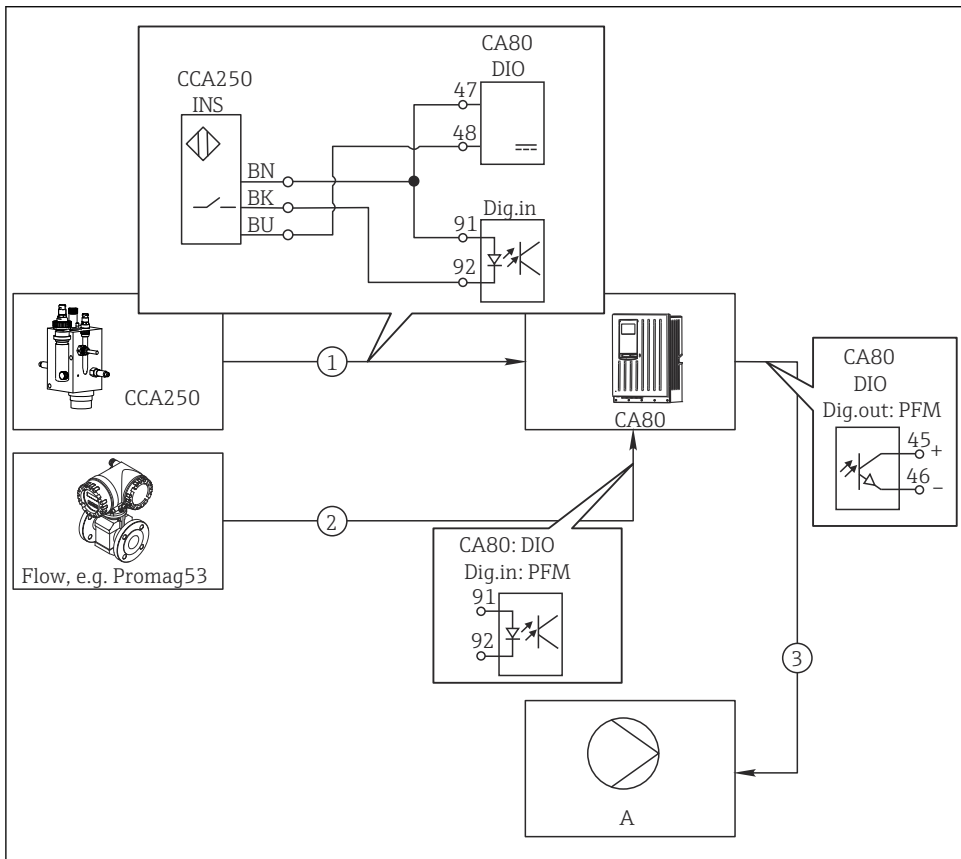 CA80
DIO
CCA250
INS
47
48
BN
BK
BU
Dig.in
91
92
CCA250
1
CA80
CA80
DIO
Dig.out: PFM
45 +
46 -
Flow, e.g. Promag53
2
CA80: DIO
Dig.in: PFM
91
92
3
A